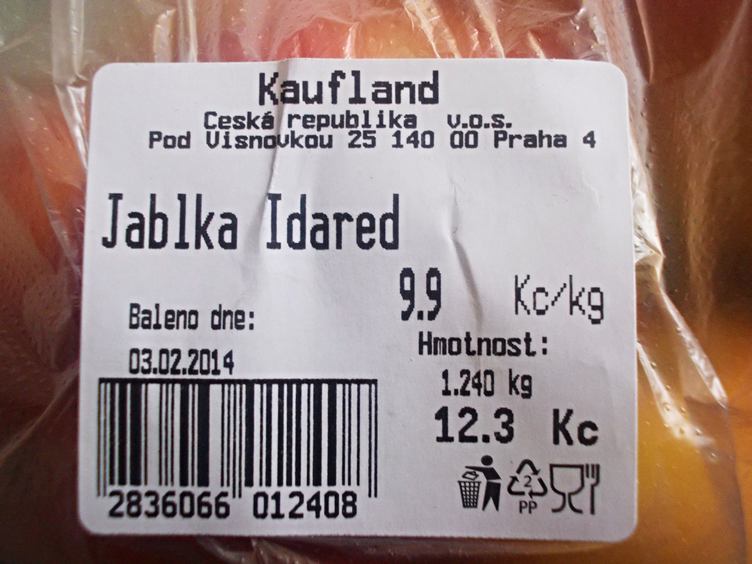 Kaufland
Ceská republika v.o.s.
Pod Visnovkou 25 140 00 Praha 4
Jablka Idared
9.9 Kc/kg
Baleno dne:
Hmotnost:
03.02.2014
1.240 kg
12.3 Kc
2836066 012408
2
PP